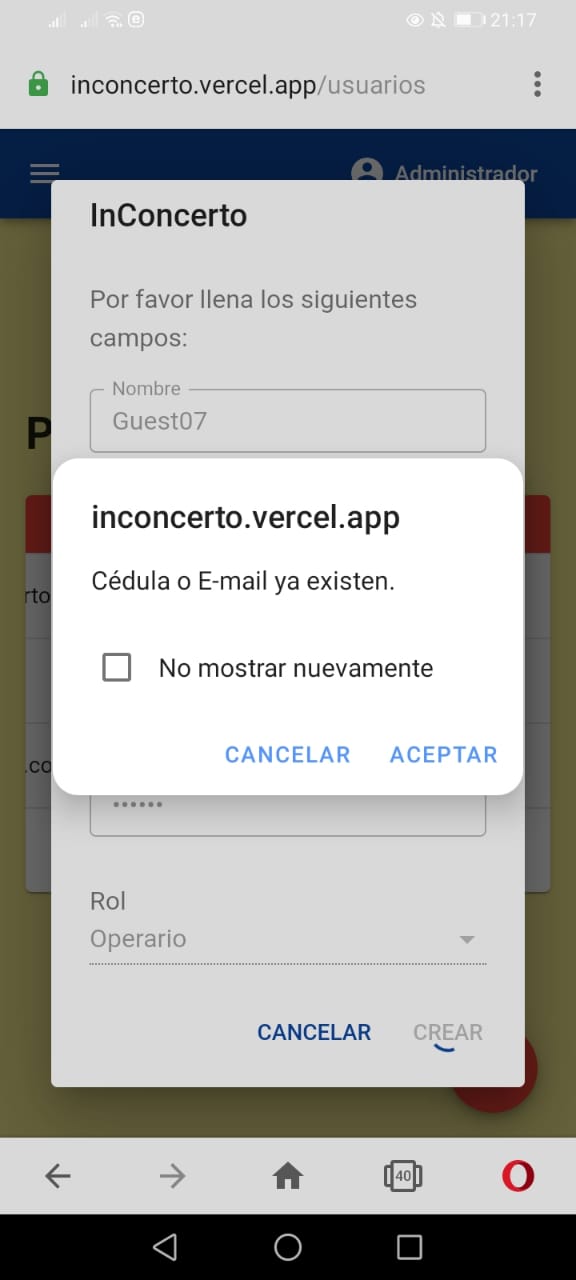 21:17
inconcerto.vercel.app/usuarios
Administrador
InConcerto
Por favor llena los siguientes
campos:
Nombre
Guest07
P
inconcerto.vercel.app
Cédula o E-mail ya existen.
rto
No mostrar nuevamente
CANCELAR ACEPTAR
.co
••••••
Rol
Operario
CANCELAR CREAR
40